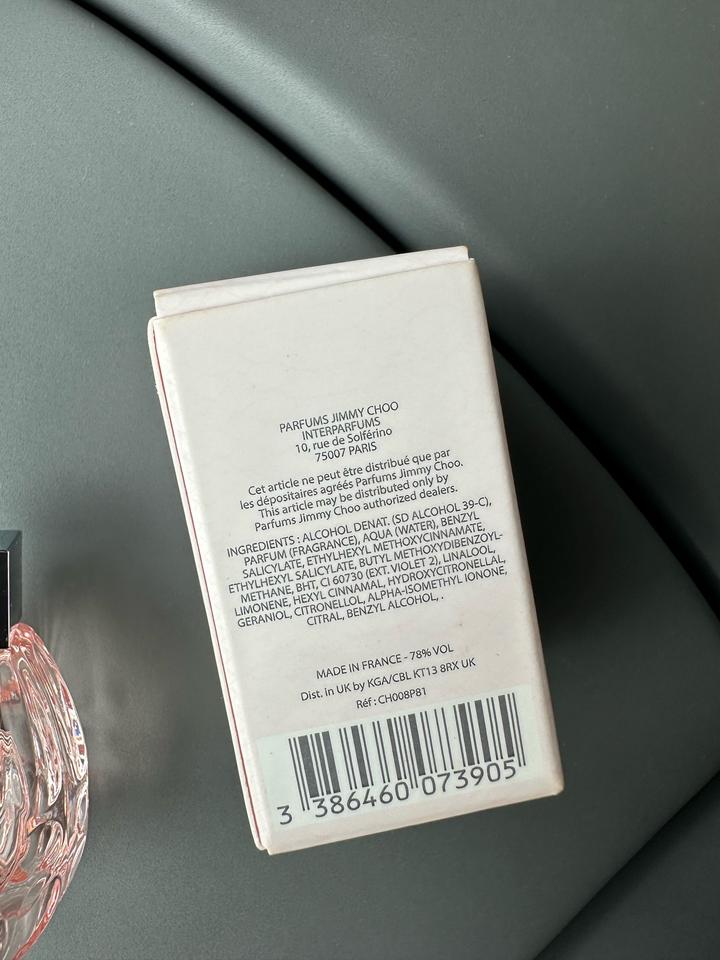 PARFUMS JIMMY CHOO
INTERPARFUMS
10, rue de Solférino
75007 PARIS
Cet article ne peut être distribué que par
les dépositaires agréés Parfums Jimmy Choo.
This article may be distributed only by
Parfums Jimmy Choo authorized dealers.
INGREDIENTS : ALCOHOL DENAT. (SD ALCOHOL 39-C),
PARFUM (FRAGRANCE), AQUA (WATER), BENZYL
SALICYLATE, ETHYLHEXYL METHOXYCINNAMATE,
ETHYLHEXYL SALICYLATE, BUTYL METHOXYDIBENZOYL-
METHANE, BHT, CI 60730 (EXT. VIOLET 2), LINALOOL,
LIMONENE, HEXYL CINNAMAL, HYDROXYCITRONELLAL,
GERANIOL, CITRONELLOL, ALPHA-ISOMETHYL IONONE,
CITRAL, BENZYL ALCOHOL, .
MADE IN FRANCE - 78% VOL
Dist. in UK by KGA/CBL KT13 8RX UK
Réf : CH008P81
3 386460 073905